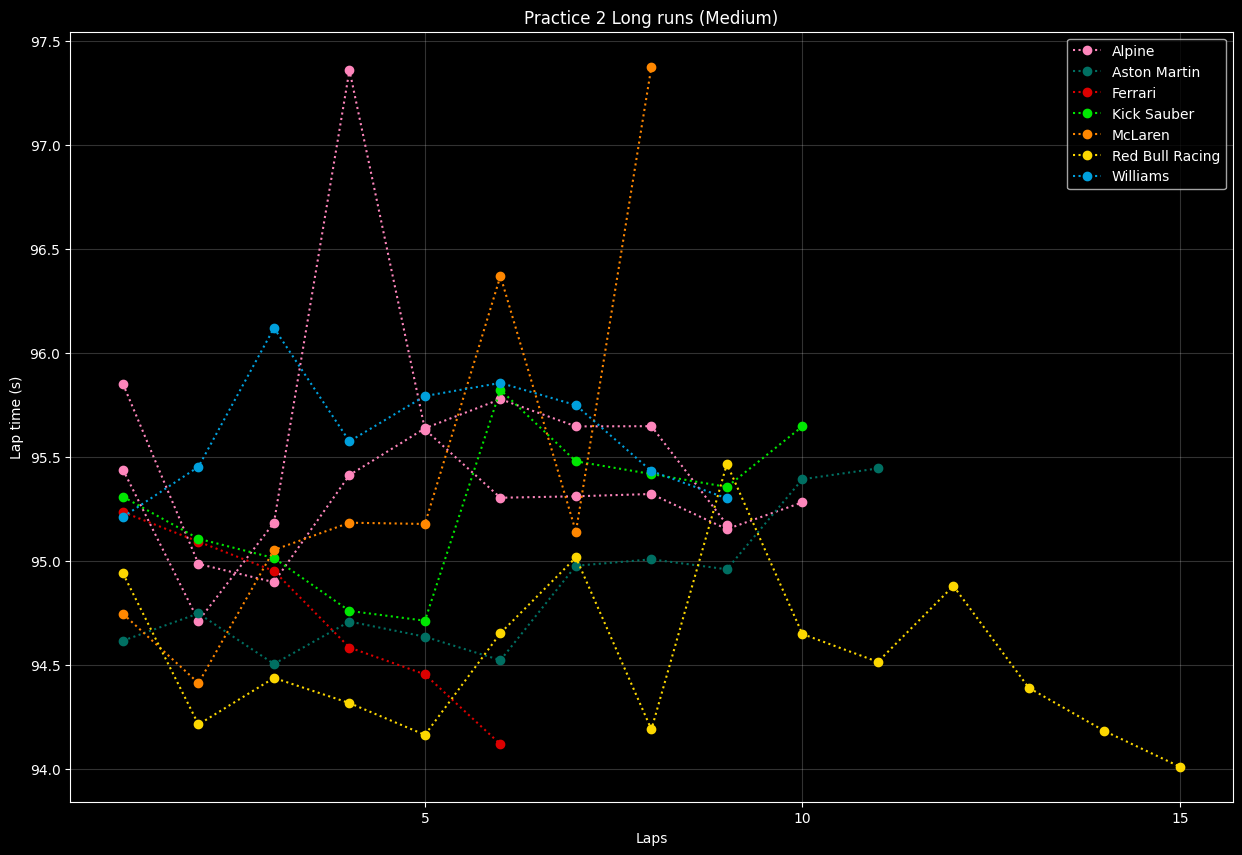 Practice 2 Long runs (Medium)
Alpine
Aston Martin
Ferrari
Kick Sauber
McLaren
Red Bull Racing
Williams
97.5
97.0
96.5
96.0
95.5
95.0
94.5
94.0
Lap time (s)
5
10
15
Laps